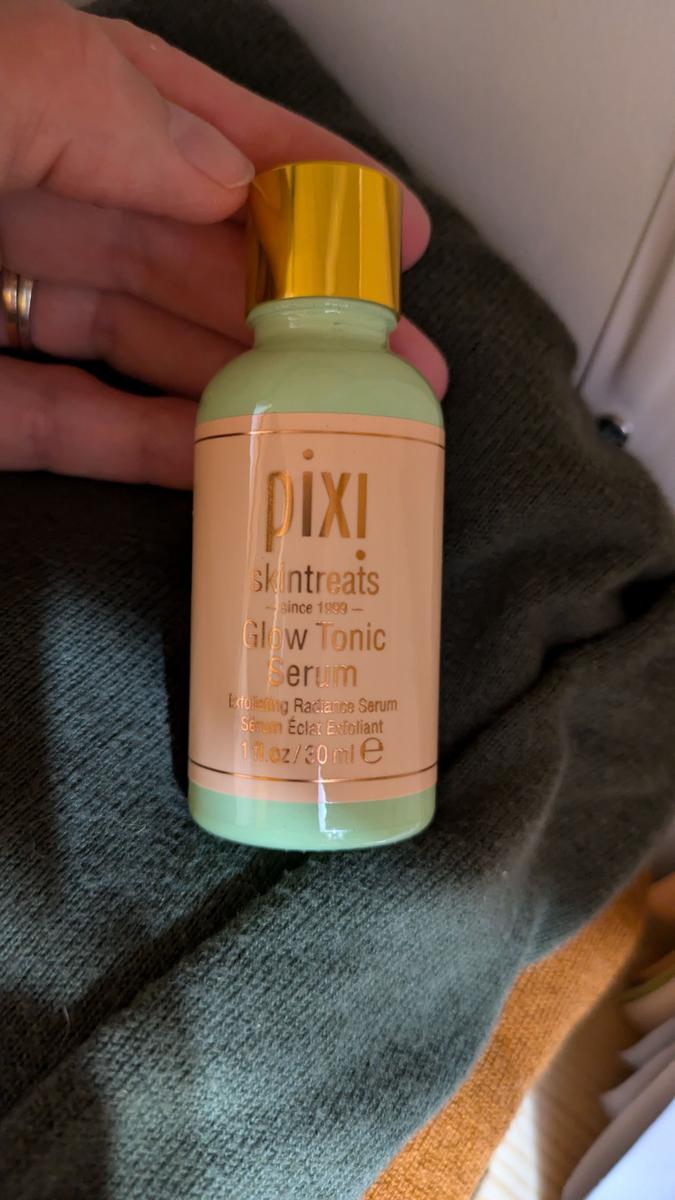 pixi
skintreats
— since 1999 —
Glow Tonic
Serum
Exfoliating Radiance Serum
Sérum Éclat Exfoliant
1 fl.oz / 30 ml ℮